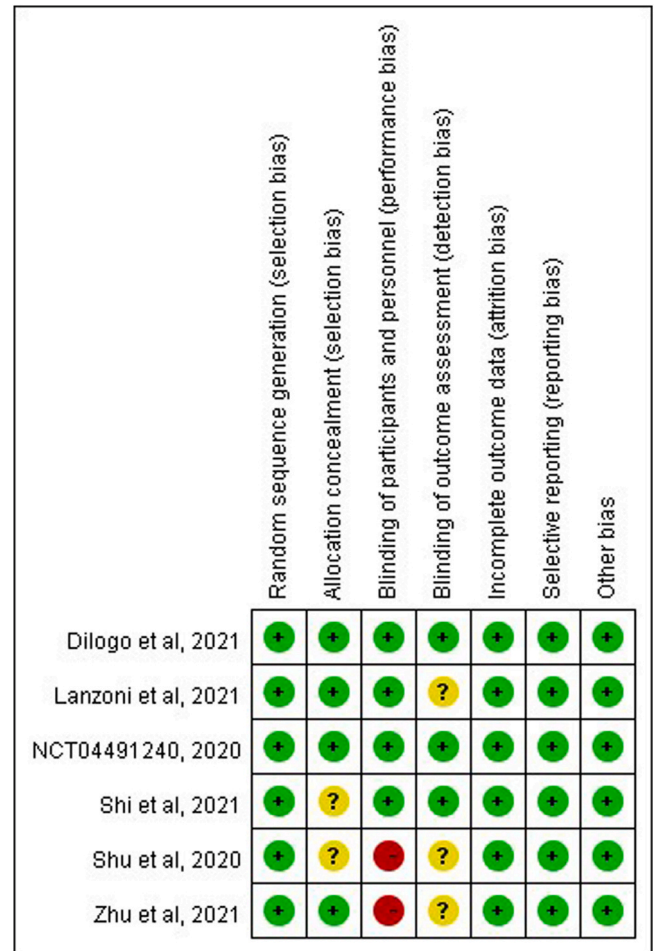 Random sequence generation (selection bias)
Allocation concealment (selection bias)
Blinding of participants and personnel (performance bias)
Blinding of outcome assessment (detection bias)
Incomplete outcome data (attrition bias)
Selective reporting (reporting bias)
Other bias
Dilogo et al, 2021 + + + + + + +
Lanzoni et al, 2021 + + + ? + + +
NCT04491240, 2020 + + + + + + +
Shi et al, 2021 + ? + + + + +
Shu et al, 2020 + ? - ? + + +
Zhu et al, 2021 + + - ? + + +